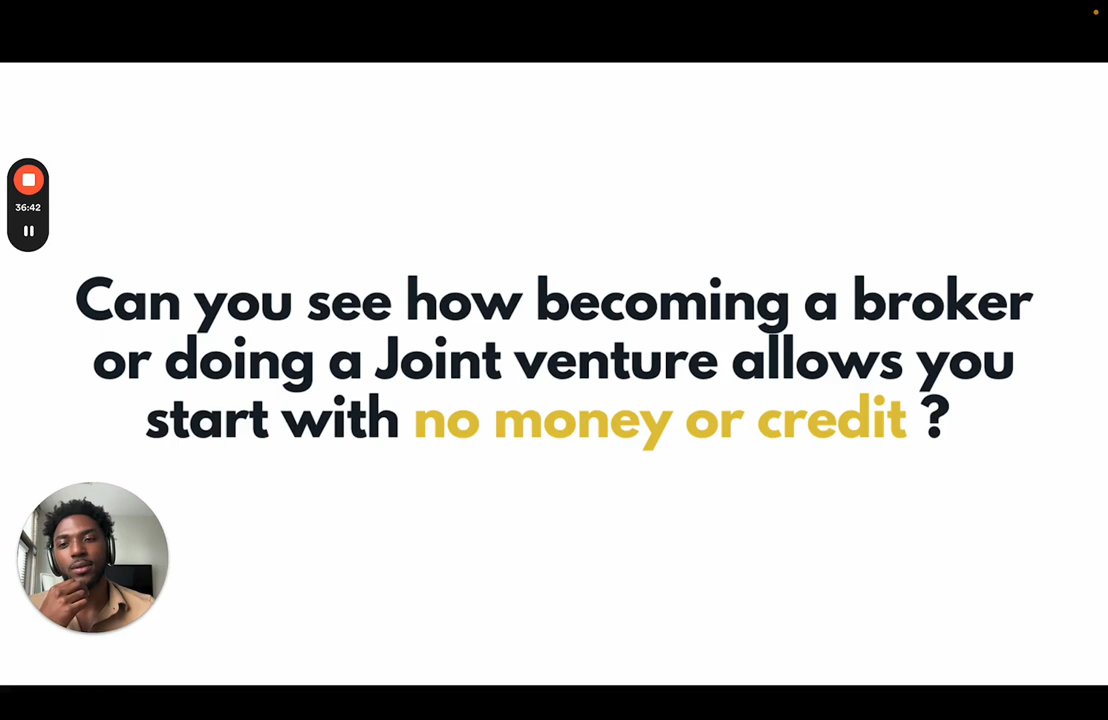 36:42
Can you see how becoming a broker
or doing a Joint venture allows you
start with no money or credit ?